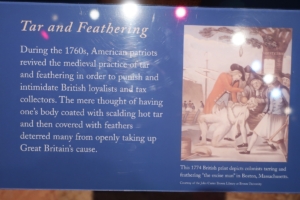 Tar and Feathering
During the 1760s, American patriots
revived the medieval practice of tar
and feathering in order to punish and
intimidate British loyalists and tax
collectors. The mere thought of having
one's body coated with scalding hot tar
and then covered with feathers
deterred many from openly taking up
Great Britain's cause.
This 1774 British print depicts colonists tarring and
feathering "the excise man" in Boston, Massachusetts.